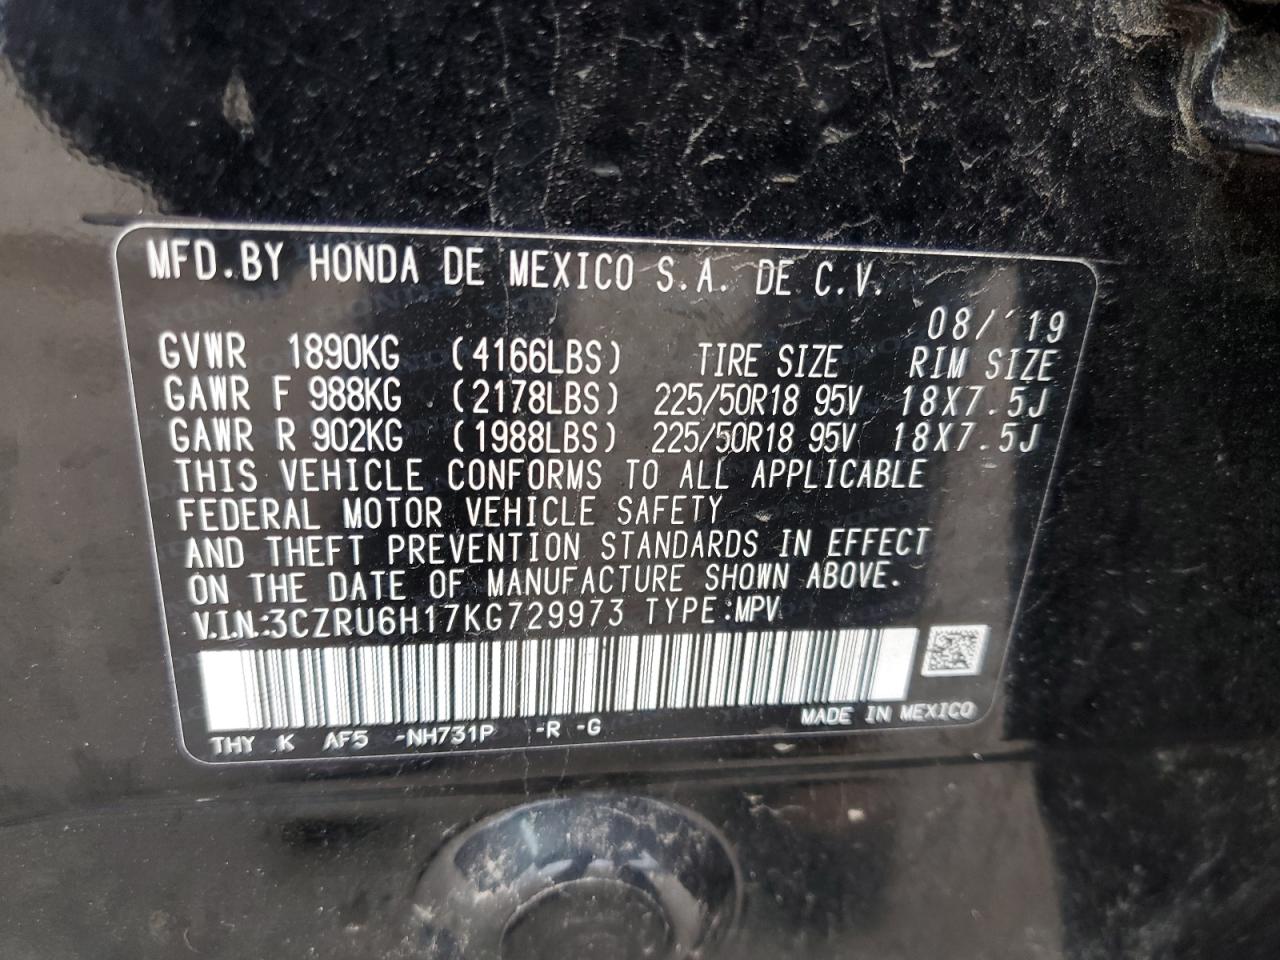 MFD.BY HONDA DE MEXICO S.A. DE C.V.
08/ '19
GVWR 1890KG (4166LBS) TIRE SIZE RIM SIZE
GAWR F 988KG (2178LBS) 225/50R18 95V 18X7.5J
GAWR R 902KG (1988LBS) 225/50R18 95V 18X7.5J
THIS VEHICLE CONFORMS TO ALL APPLICABLE
FEDERAL MOTOR VEHICLE SAFETY
AND THEFT PREVENTION STANDARDS IN EFFECT
ON THE DATE OF MANUFACTURE SHOWN ABOVE.
V.I.N.:3CZRU6H17KG729973 TYPE:MPV
THY K AF5 -NH731P -R -G
MADE IN MEXICO